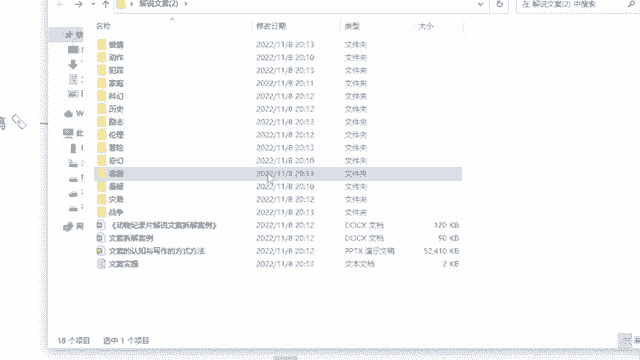 解说文案(2)
在 解说文案(2) 中搜索
名称 修改日期 类型 大小
爱情 2022/11/8 20:13 文件夹
动作 2022/11/8 20:10 文件夹
犯罪 2022/11/8 20:13 文件夹
家庭 2022/11/8 20:11 文件夹
科幻 2022/11/8 20:12 文件夹
历史 2022/11/8 20:12 文件夹
励志 2022/11/8 20:13 文件夹
伦理 2022/11/8 20:12 文件夹
冒险 2022/11/8 20:13 文件夹
奇幻 2022/11/8 20:10 文件夹
喜剧 2022/11/8 20:13 文件夹
悬疑 2022/11/8 20:10 文件夹
灾难 2022/11/8 20:12 文件夹
战争 2022/11/8 20:13 文件夹
《动物记录片解说文案拆解案例》 2022/11/8 20:12 DOCX 文档 120 KB
文案拆解案例 2022/11/8 20:12 DOCX 文档 90 KB
文案的认知与写作的方式方法 2022/11/8 20:12 PPTX 演示文稿 52,410 KB
文案实操 2022/11/8 20:13 文本文档 2 KB
18 个项目 选中 1 个项目